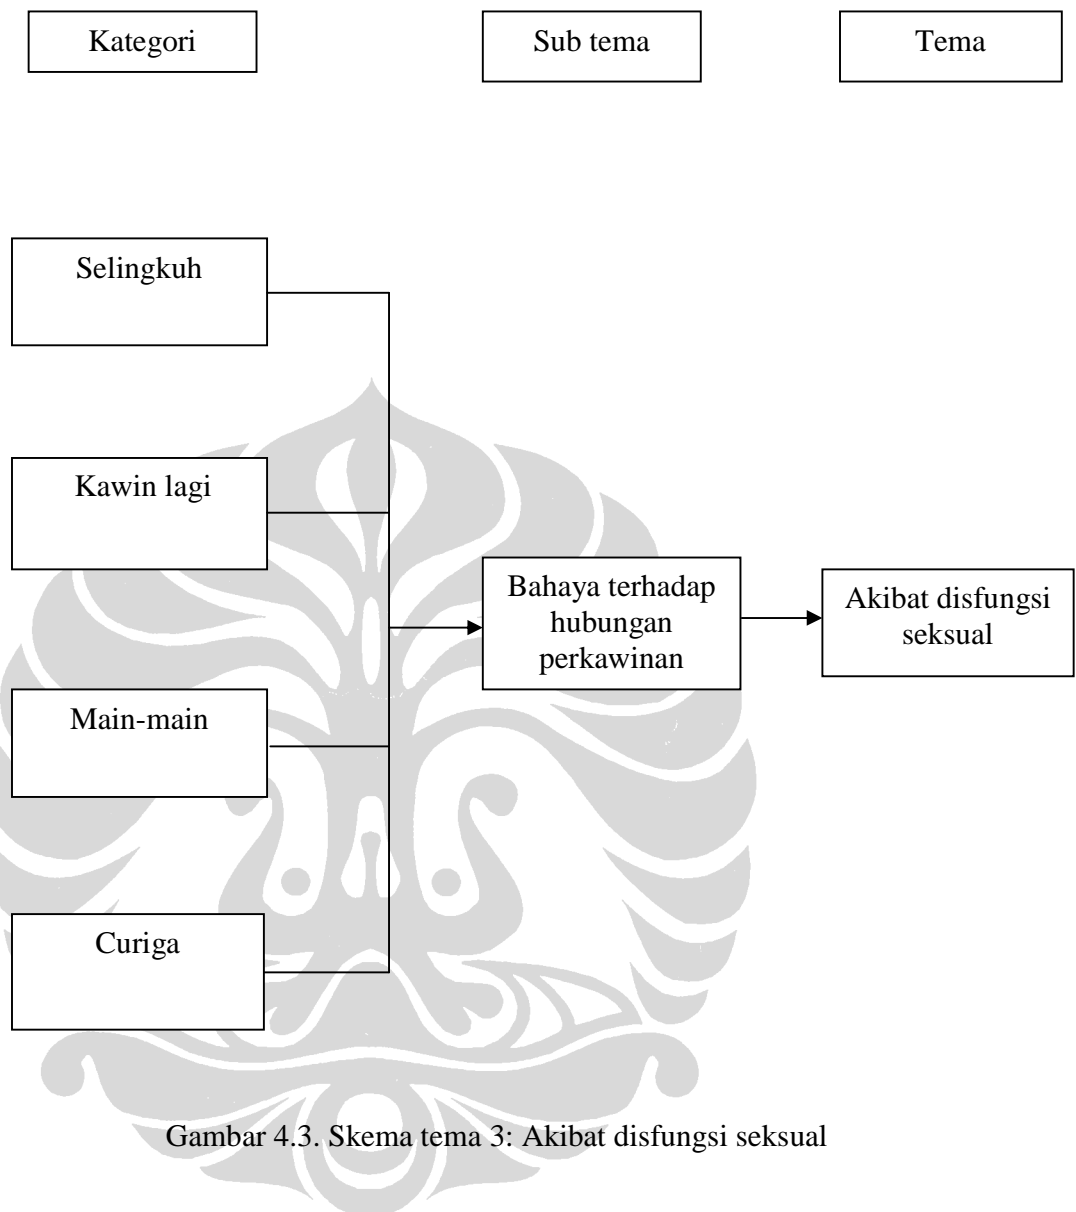 Kategori
Sub tema
Tema
Selingkuh
Kawin lagi
Bahaya terhadap
hubungan
perkawinan
Akibat disfungsi
seksual
Main-main
Curiga
Gambar 4.3. Skema tema 3: Akibat disfungsi seksual